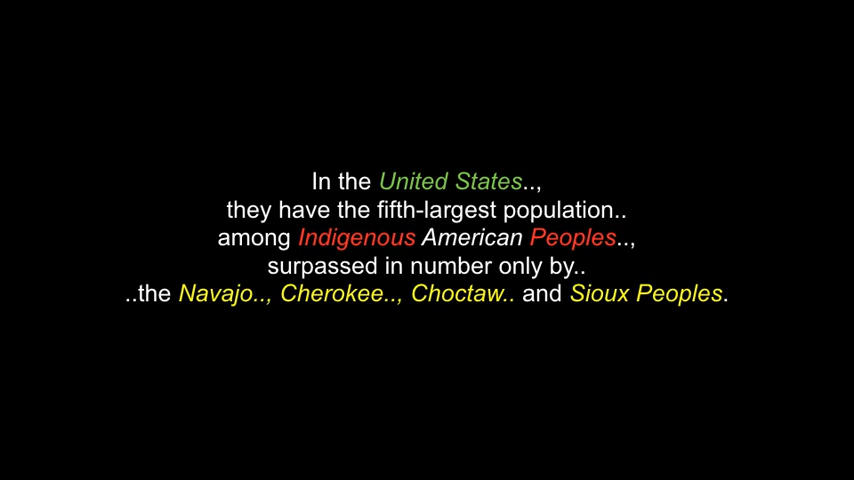 In the United States..,
they have the fifth-largest population..
among Indigenous American Peoples..,
surpassed in number only by..
..the Navajo.., Cherokee.., Choctaw.. and Sioux Peoples.